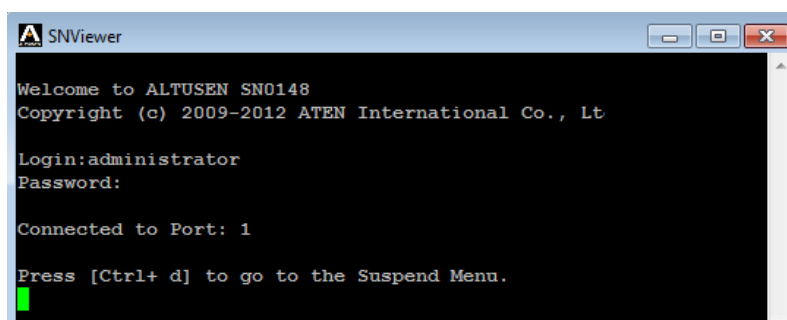 SNViewer
Welcome to ALTUSEN SN0148
Copyright (c) 2009-2012 ATEN International Co., Lt
Login:administrator
Password:
Connected to Port: 1
Press [Ctrl+ d] to go to the Suspend Menu.